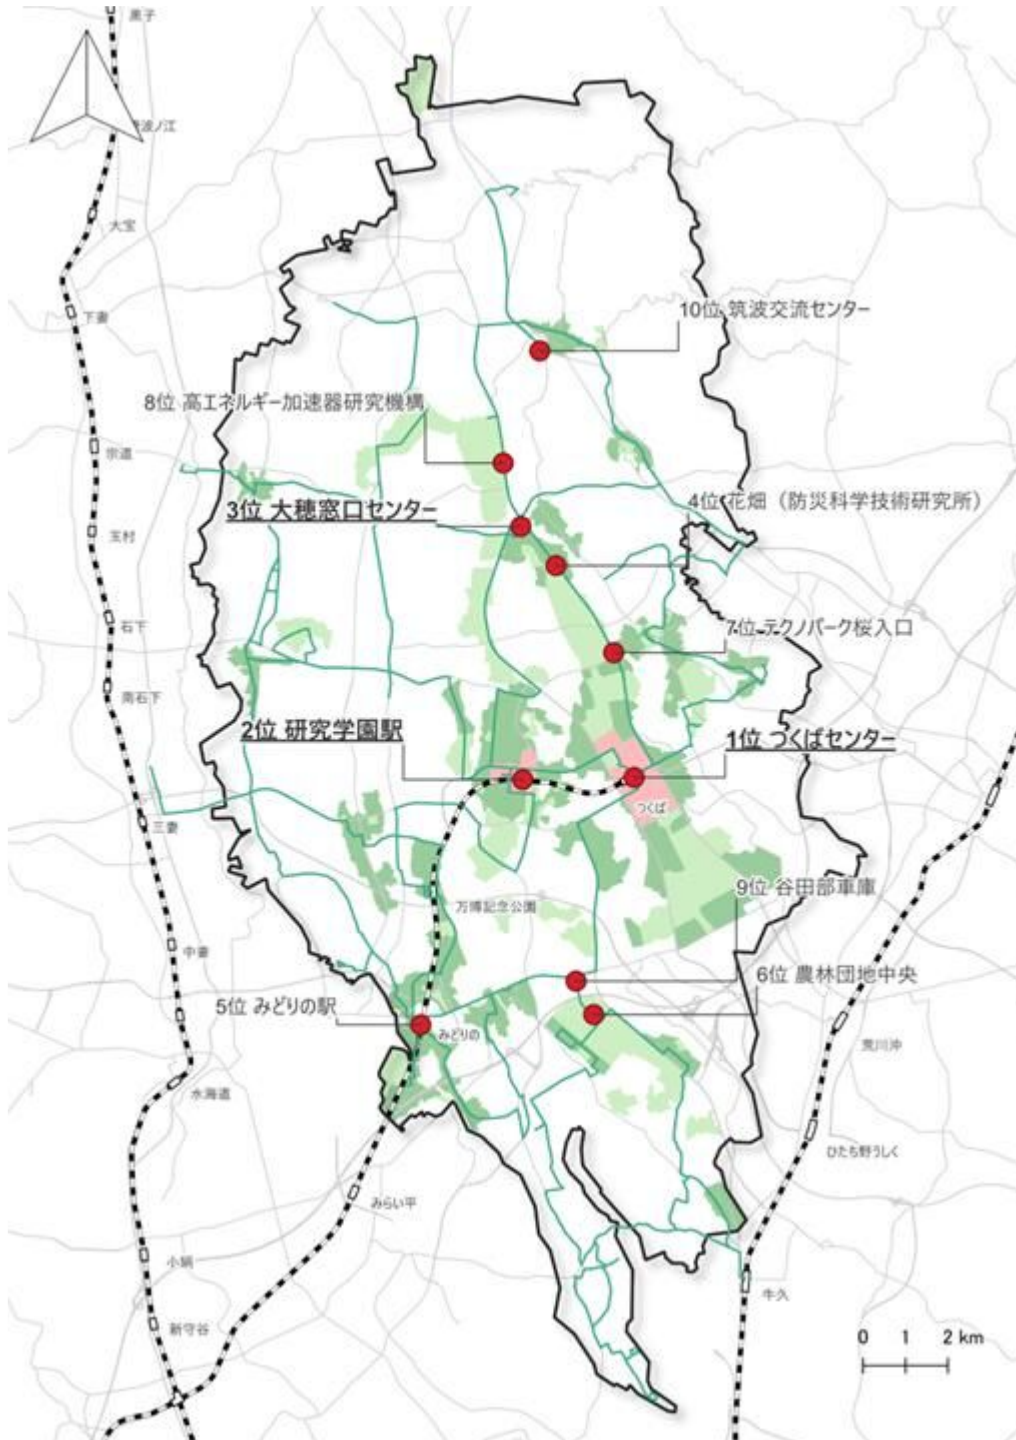 黒子
大宝
下妻
10位 筑波交流センター
8位 高エネルギー加速器研究機構
宗道
4位 花畑（防災科学技術研究所）
3位 大穂窓口センター
玉村
石下
7位 テクノパーク桜入口
南石下
2位 研究学園駅
1位 つくばセンター
つくば
三妻
9位 谷田部車庫
万博記念公園
中妻
6位 農林団地中央
5位 みどりの駅
みどりの
荒川沖
水海道
ひたち野うしく
みらい平
小絹
牛久
新守谷
0 1 2 km